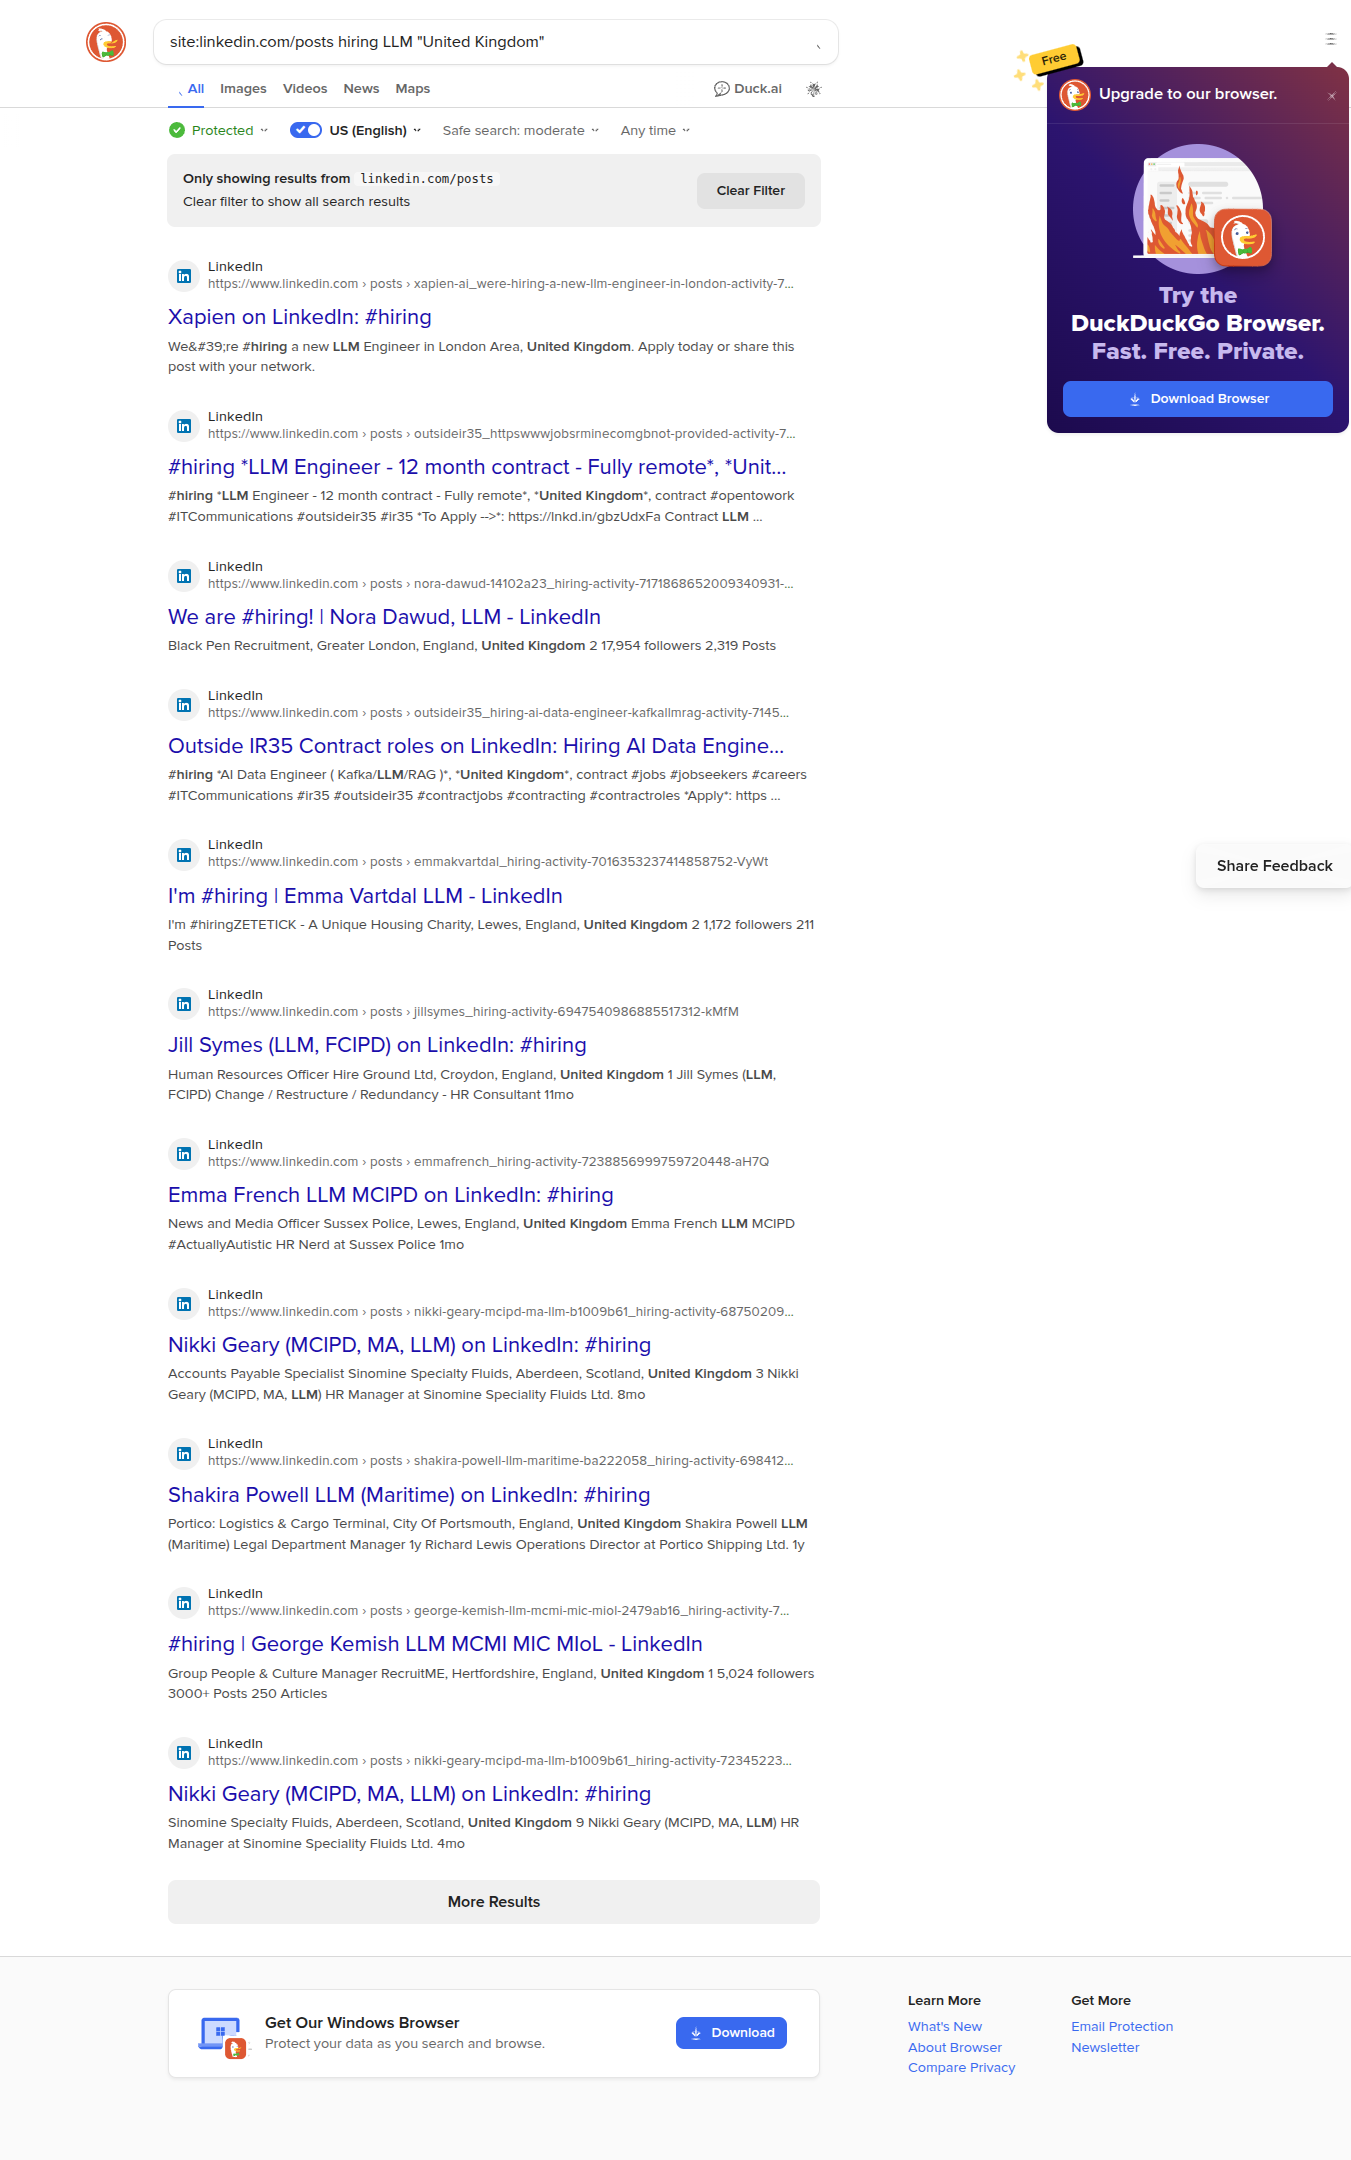 site:linkedin.com/posts hiring LLM "United Kingdom"
All
Images
Videos
News
Maps
Duck.ai
Protected
US (English)
Safe search: moderate
Any time
Only showing results from linkedin.com/posts
Clear filter to show all search results
Clear Filter
LinkedIn
https://www.linkedin.com › posts › xapien-ai_were-hiring-a-new-llm-engineer-in-london-activity-7...
Xapien on LinkedIn: #hiring
We&#39;re #hiring a new LLM Engineer in London Area, United Kingdom. Apply today or share this
post with your network.
LinkedIn
https://www.linkedin.com › posts › outsideir35_httpswwwjobsrminecomgbnot-provided-activity-7...
#hiring *LLM Engineer - 12 month contract - Fully remote*, *Unit...
#hiring *LLM Engineer - 12 month contract - Fully remote*, *United Kingdom*, contract #opentowork
#ITCommunications #outsideir35 #ir35 *To Apply -->*: https://lnkd.in/gbzUdxFa Contract LLM ...
LinkedIn
https://www.linkedin.com › posts › nora-dawud-14102a23_hiring-activity-7171868652009340931-...
We are #hiring! | Nora Dawud, LLM - LinkedIn
Black Pen Recruitment, Greater London, England, United Kingdom 2 17,954 followers 2,319 Posts
LinkedIn
https://www.linkedin.com › posts › outsideir35_hiring-ai-data-engineer-kafkallmrag-activity-7145...
Outside IR35 Contract roles on LinkedIn: Hiring AI Data Engine...
#hiring *AI Data Engineer ( Kafka/LLM/RAG )*, *United Kingdom*, contract #jobs #jobseekers #careers
#ITCommunications #ir35 #outsideir35 #contractjobs #contracting #contractroles *Apply*: https ...
LinkedIn
https://www.linkedin.com › posts › emmakvartdal_hiring-activity-7016353237414858752-VyWt
I'm #hiring | Emma Vartdal LLM - LinkedIn
I'm #hiringZETETICK - A Unique Housing Charity, Lewes, England, United Kingdom 2 1,172 followers 211
Posts
LinkedIn
https://www.linkedin.com › posts › jillsymes_hiring-activity-6947540986885517312-kMfM
Jill Symes (LLM, FCIPD) on LinkedIn: #hiring
Human Resources Officer Hire Ground Ltd, Croydon, England, United Kingdom 1 Jill Symes (LLM,
FCIPD) Change / Restructure / Redundancy - HR Consultant 11mo
LinkedIn
https://www.linkedin.com › posts › emmafrench_hiring-activity-7238856999759720448-aH7Q
Emma French LLM MCIPD on LinkedIn: #hiring
News and Media Officer Sussex Police, Lewes, England, United Kingdom Emma French LLM MCIPD
#ActuallyAutistic HR Nerd at Sussex Police 1mo
LinkedIn
https://www.linkedin.com › posts › nikki-geary-mcipd-ma-llm-b1009b61_hiring-activity-68750209...
Nikki Geary (MCIPD, MA, LLM) on LinkedIn: #hiring
Accounts Payable Specialist Sinomine Specialty Fluids, Aberdeen, Scotland, United Kingdom 3 Nikki
Geary (MCIPD, MA, LLM) HR Manager at Sinomine Speciality Fluids Ltd. 8mo
LinkedIn
https://www.linkedin.com › posts › shakira-powell-llm-maritime-ba222058_hiring-activity-698412...
Shakira Powell LLM (Maritime) on LinkedIn: #hiring
Portico: Logistics & Cargo Terminal, City Of Portsmouth, England, United Kingdom Shakira Powell LLM
(Maritime) Legal Department Manager 1y Richard Lewis Operations Director at Portico Shipping Ltd. 1y
LinkedIn
https://www.linkedin.com › posts › george-kemish-llm-mcmi-mic-miol-2479ab16_hiring-activity-7...
#hiring | George Kemish LLM MCMI MIC MIoL - LinkedIn
Group People & Culture Manager RecruitME, Hertfordshire, England, United Kingdom 1 5,024 followers
3000+ Posts 250 Articles
LinkedIn
https://www.linkedin.com › posts › nikki-geary-mcipd-ma-llm-b1009b61_hiring-activity-72345223...
Nikki Geary (MCIPD, MA, LLM) on LinkedIn: #hiring
Sinomine Specialty Fluids, Aberdeen, Scotland, United Kingdom 9 Nikki Geary (MCIPD, MA, LLM) HR
Manager at Sinomine Speciality Fluids Ltd. 4mo
More Results
Free
Upgrade to our browser.
Try the
DuckDuckGo Browser.
Fast. Free. Private.
Download Browser
Share Feedback
Get Our Windows Browser
Protect your data as you search and browse.
Download
Learn More
What's New
About Browser
Compare Privacy
Get More
Email Protection
Newsletter